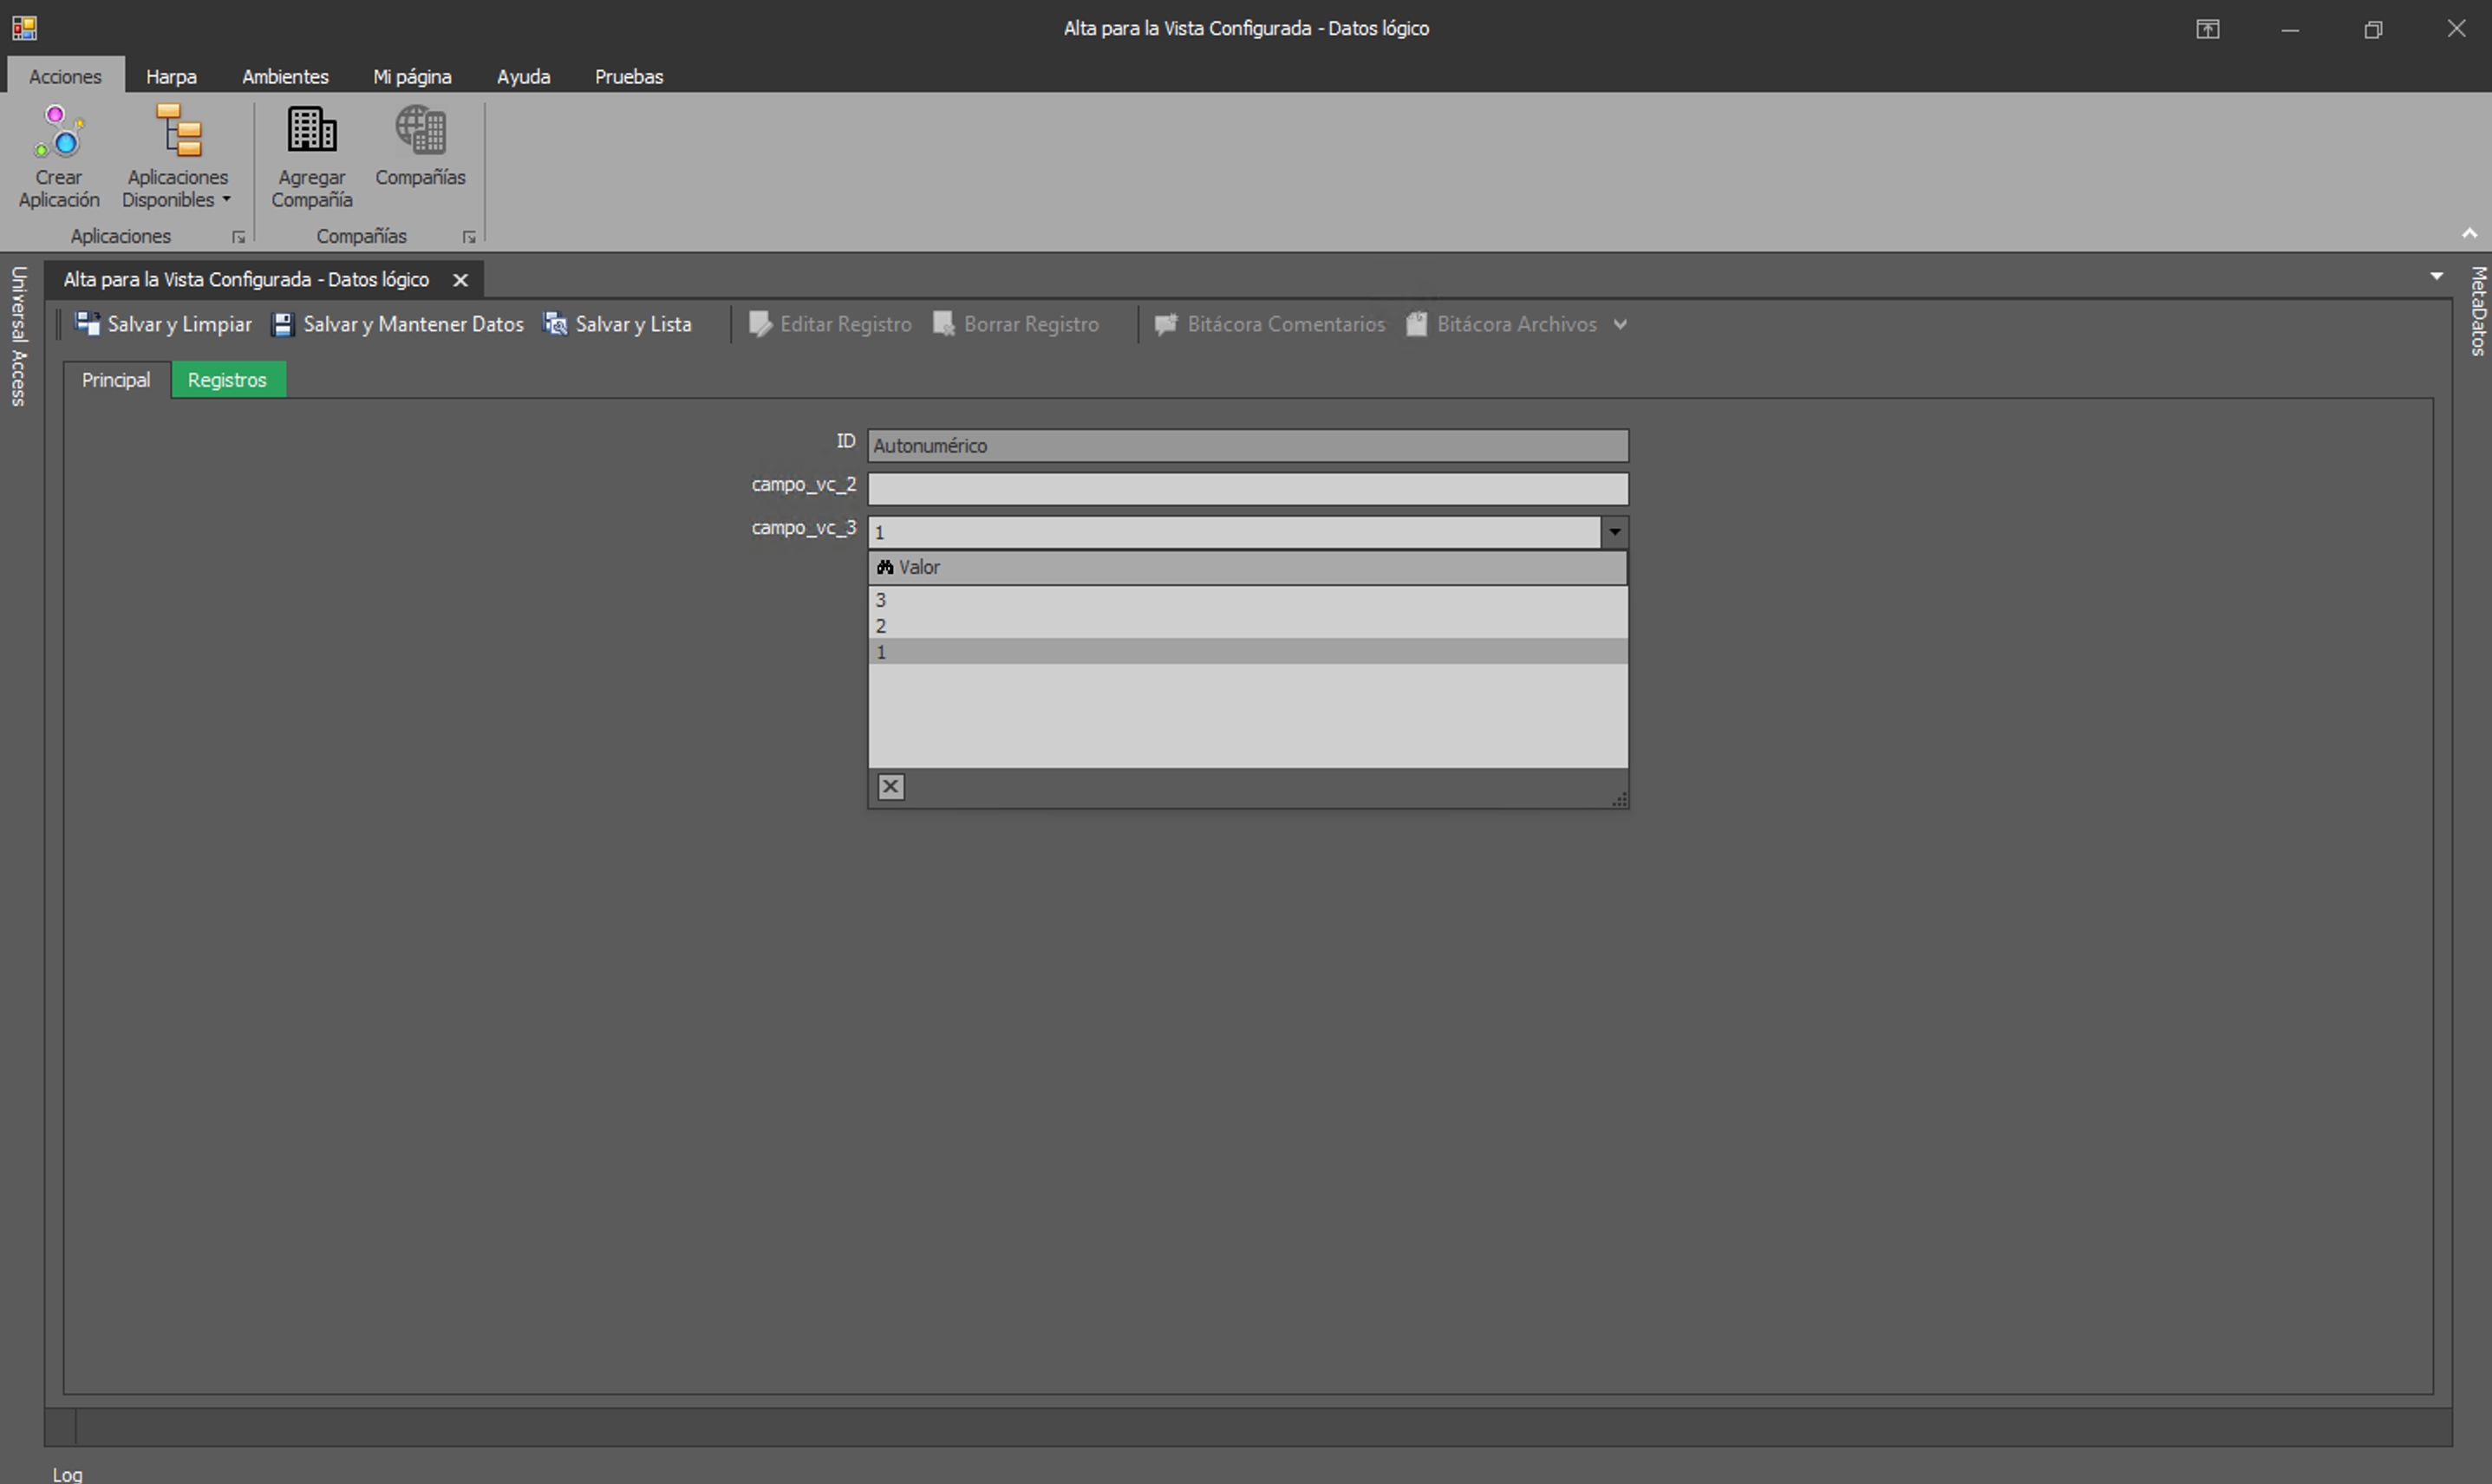 Alta para la Vista Configurada - Datos lógico
Acciones Harpa Ambientes Mi página Ayuda Pruebas
Crear Aplicación
Aplicaciones Disponibles
Agregar Compañía
Compañías
Aplicaciones
Compañías
Universal Access
Alta para la Vista Configurada - Datos lógico
MetaDatos
Salvar y Limpiar Salvar y Mantener Datos Salvar y Lista Editar Registro Borrar Registro Bitácora Comentarios Bitácora Archivos
Principal Registros
ID Autonumérico
campo_vc_2
campo_vc_3 1
Valor
3
2
1
Log